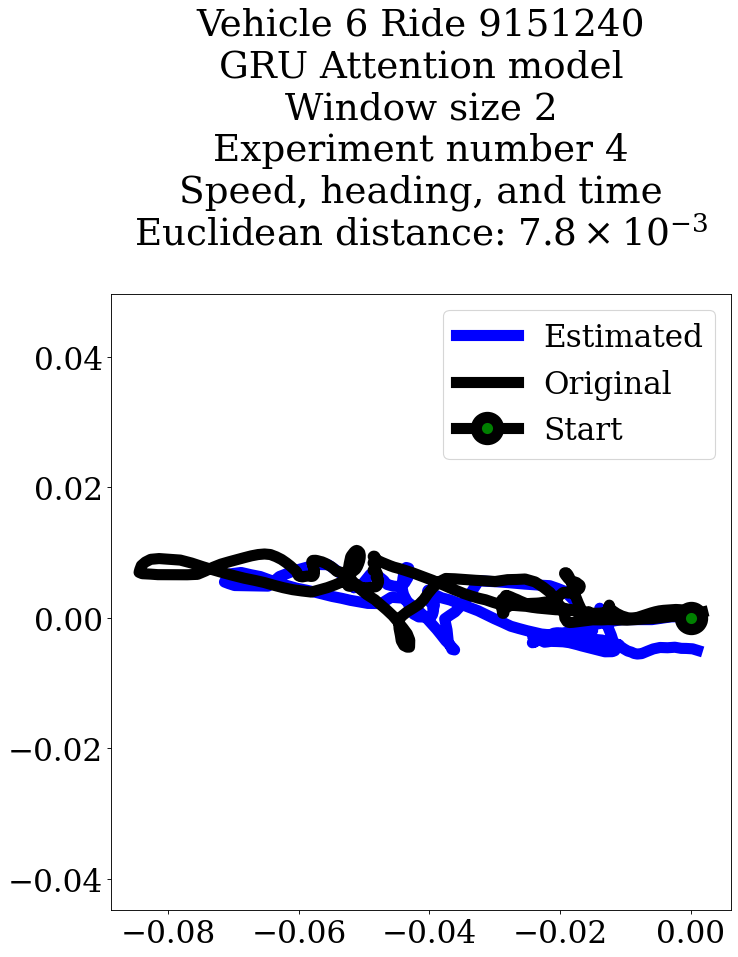 Vehicle 6 Ride 9151240
GRU Attention model
Window size 2
Experiment number 4
Speed, heading, and time
Euclidean distance: 7.8 × 10⁻³
Estimated
Original
Start
0.04
0.02
0.00
−0.02
−0.04
−0.08 −0.06 −0.04 −0.02 0.00